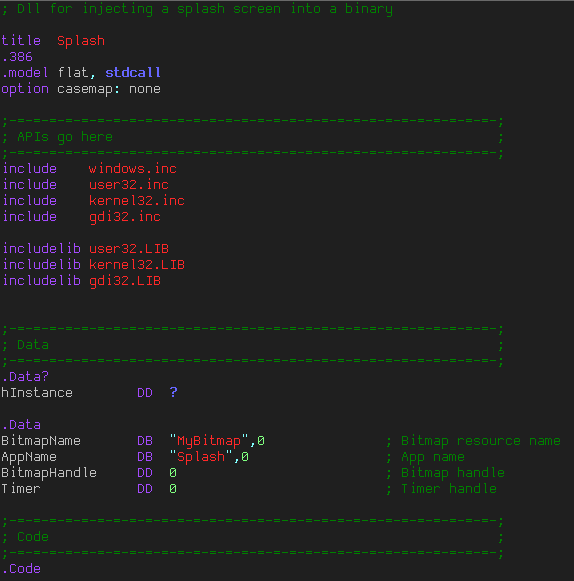 ; Dll for injecting a splash screen into a binary
title  Splash
.386
.model flat, stdcall
option casemap: none
;-------------------------------------------------------------;
; APIs go here                                                ;
;-------------------------------------------------------------;
include    windows.inc
include    user32.inc
include    kernel32.inc
include    gdi32.inc
includelib user32.LIB
includelib kernel32.LIB
includelib gdi32.LIB
;-------------------------------------------------------------;
; Data                                                        ;
;-------------------------------------------------------------;
.Data?
hInstance        DD  ?
.Data
BitmapName       DB  "MyBitmap",0               ; Bitmap resource name
AppName          DB  "Splash",0                 ; App name
BitmapHandle     DD  0                          ; Bitmap handle
Timer            DD  0                          ; Timer handle
;-------------------------------------------------------------;
; Code                                                        ;
;-------------------------------------------------------------;
.Code